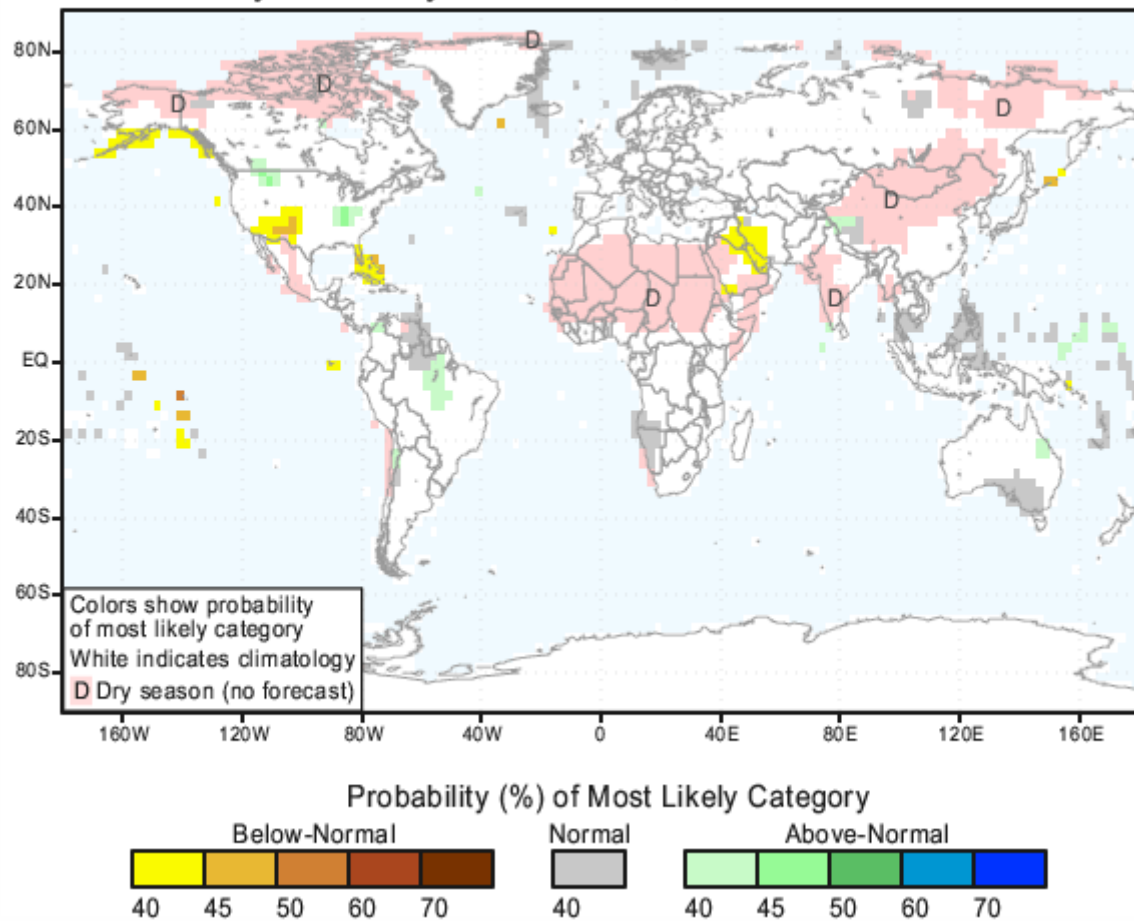 80N
60N
40N
20N
EQ
20S
40S
60S
80S
D
D
D
D
D
D
D
Colors show probability
of most likely category
White indicates climatology
D Dry season (no forecast)
160W 120W 80W 40W 0 40E 80E 120E 160E
Probability (%) of Most Likely Category
Below-Normal Normal Above-Normal
40 45 50 60 70 40 40 45 50 60 70